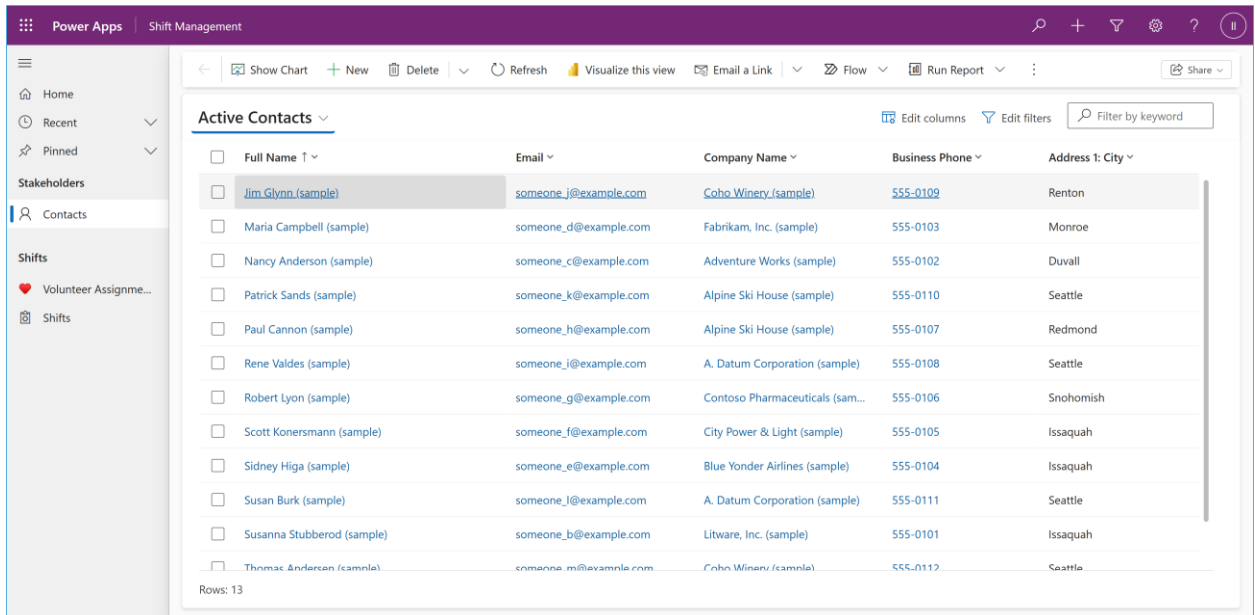 Power Apps Shift Management II
Show Chart New Delete Refresh Visualize this view Email a Link Flow Run Report Share
Home
Recent
Pinned
Stakeholders
Contacts
Shifts
Volunteer Assignme...
Shifts
Active Contacts Edit columns Edit filters Filter by keyword
Full Name Email Company Name Business Phone Address 1: City
Jim Glynn (sample) someone_j@example.com Coho Winery (sample) 555-0109 Renton
Maria Campbell (sample) someone_d@example.com Fabrikam, Inc. (sample) 555-0103 Monroe
Nancy Anderson (sample) someone_c@example.com Adventure Works (sample) 555-0102 Duvall
Patrick Sands (sample) someone_k@example.com Alpine Ski House (sample) 555-0110 Seattle
Paul Cannon (sample) someone_h@example.com Alpine Ski House (sample) 555-0107 Redmond
Rene Valdes (sample) someone_i@example.com A. Datum Corporation (sample) 555-0108 Seattle
Robert Lyon (sample) someone_g@example.com Contoso Pharmaceuticals (sam... 555-0106 Snohomish
Scott Konersmann (sample) someone_f@example.com City Power & Light (sample) 555-0105 Issaquah
Sidney Higa (sample) someone_e@example.com Blue Yonder Airlines (sample) 555-0104 Issaquah
Susan Burk (sample) someone_l@example.com A. Datum Corporation (sample) 555-0111 Seattle
Susanna Stubberod (sample) someone_b@example.com Litware, Inc. (sample) 555-0101 Issaquah
Thomas Andersen (sample) someone_m@example.com Coho Winery (sample) 555-0112 Seattle
Rows: 13